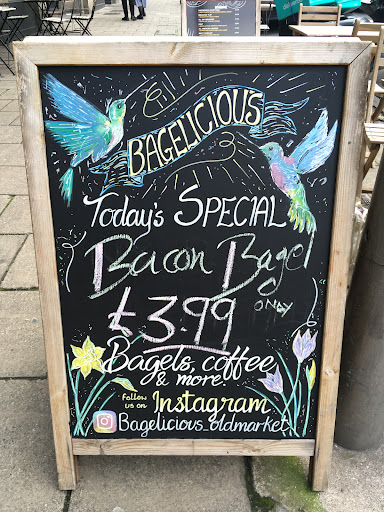 BAGELICIOUS
Today's SPECIAL
Bacon Bagel
£3.99 ONLY
Bagels, coffee
& more!
follow
us on Instagram
Bagelicious_oldmarket